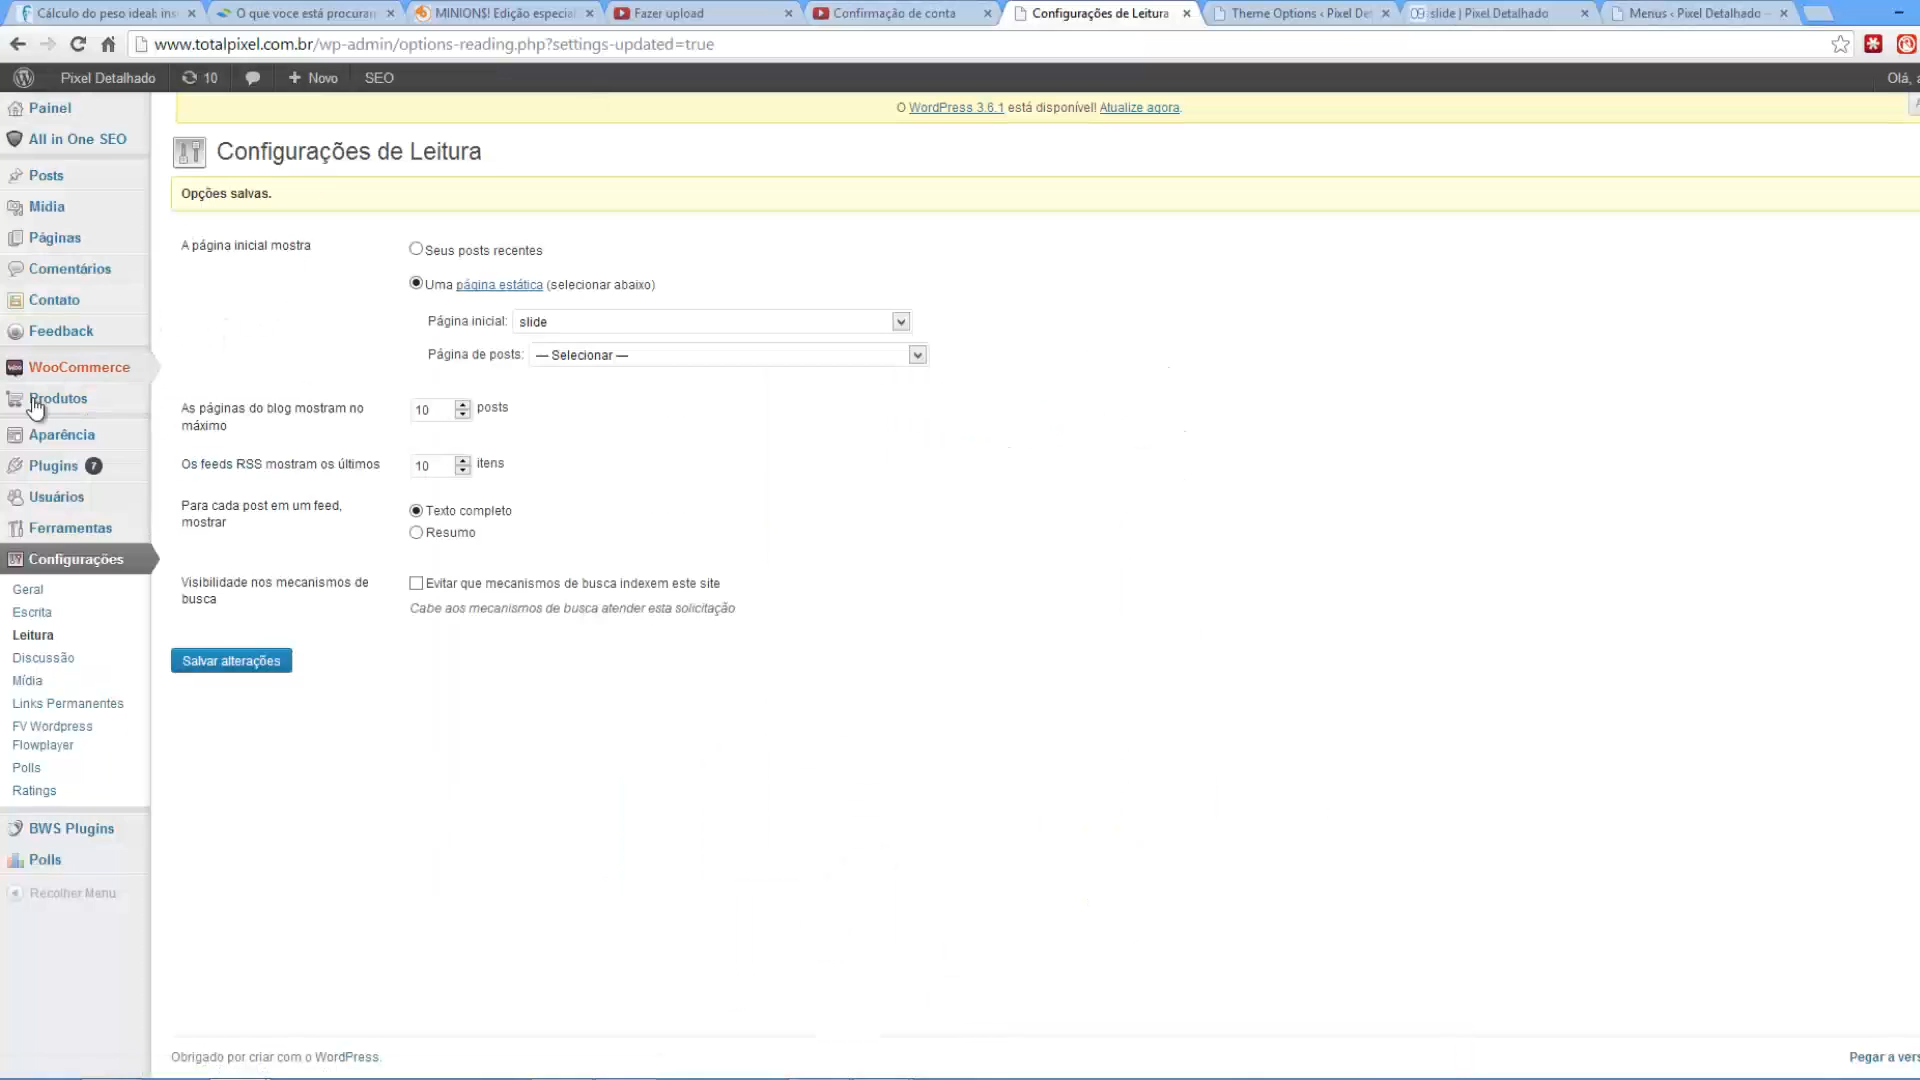 Cálculo do peso ideal: ins
O que voce está procuran
MINION$! Edição especial
Fazer upload
Confirmação de conta
Configurações de Leitura
Theme Options ‹ Pixel Det
slide | Pixel Detalhado
Menus ‹ Pixel Detalhado
www.totalpixel.com.br/wp-admin/options-reading.php?settings-updated=true
Pixel Detalhado
10
Novo
SEO
Olá, a
Painel
O WordPress 3.6.1 está disponível! Atualize agora.
All in One SEO
Configurações de Leitura
Posts
Opções salvas.
Mídia
Páginas
A página inicial mostra
Seus posts recentes
Comentários
Uma página estática (selecionar abaixo)
Contato
Página inicial: slide
Feedback
Página de posts: — Selecionar —
WooCommerce
Produtos
As páginas do blog mostram no
máximo
10 posts
Aparência
Plugins 7
Os feeds RSS mostram os últimos
10 itens
Usuários
Para cada post em um feed,
mostrar
Texto completo
Resumo
Ferramentas
Configurações
Visibilidade nos mecanismos de
busca
Evitar que mecanismos de busca indexem este site
Cabe aos mecanismos de busca atender esta solicitação
Geral
Escrita
Leitura
Salvar alterações
Discussão
Mídia
Links Permanentes
FV Wordpress
Flowplayer
Polls
Ratings
BWS Plugins
Polls
Recolher Menu
Obrigado por criar com o WordPress.
Pegar a vers